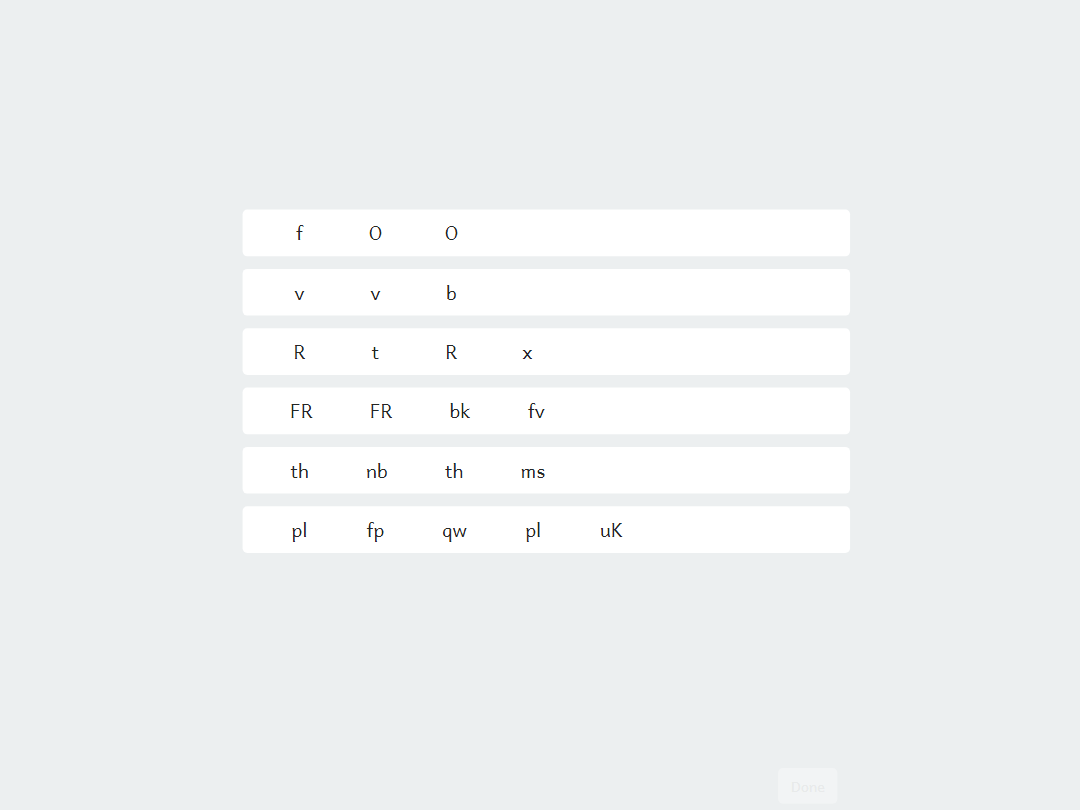 f O O
v v b
R t R x
FR FR bk fv
th nb th ms
pl fp qw pl uK
Done